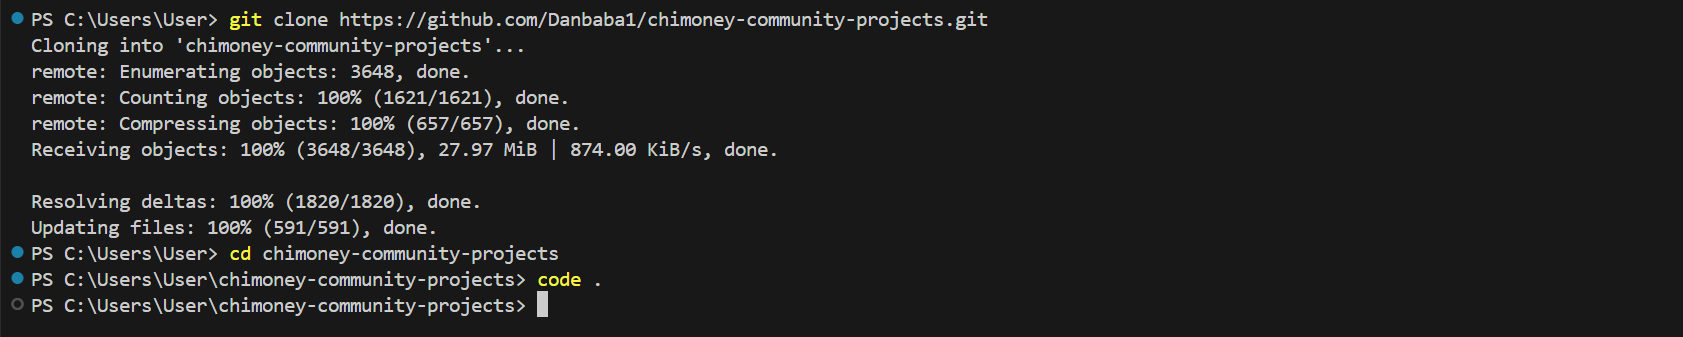 PS C:\Users\User> git clone https://github.com/Danbaba1/chimoney-community-projects.git
Cloning into 'chimoney-community-projects'...
remote: Enumerating objects: 3648, done.
remote: Counting objects: 100% (1621/1621), done.
remote: Compressing objects: 100% (657/657), done.
Receiving objects: 100% (3648/3648), 27.97 MiB | 874.00 KiB/s, done.
Resolving deltas: 100% (1820/1820), done.
Updating files: 100% (591/591), done.
PS C:\Users\User> cd chimoney-community-projects
PS C:\Users\User\chimoney-community-projects> code .
PS C:\Users\User\chimoney-community-projects>